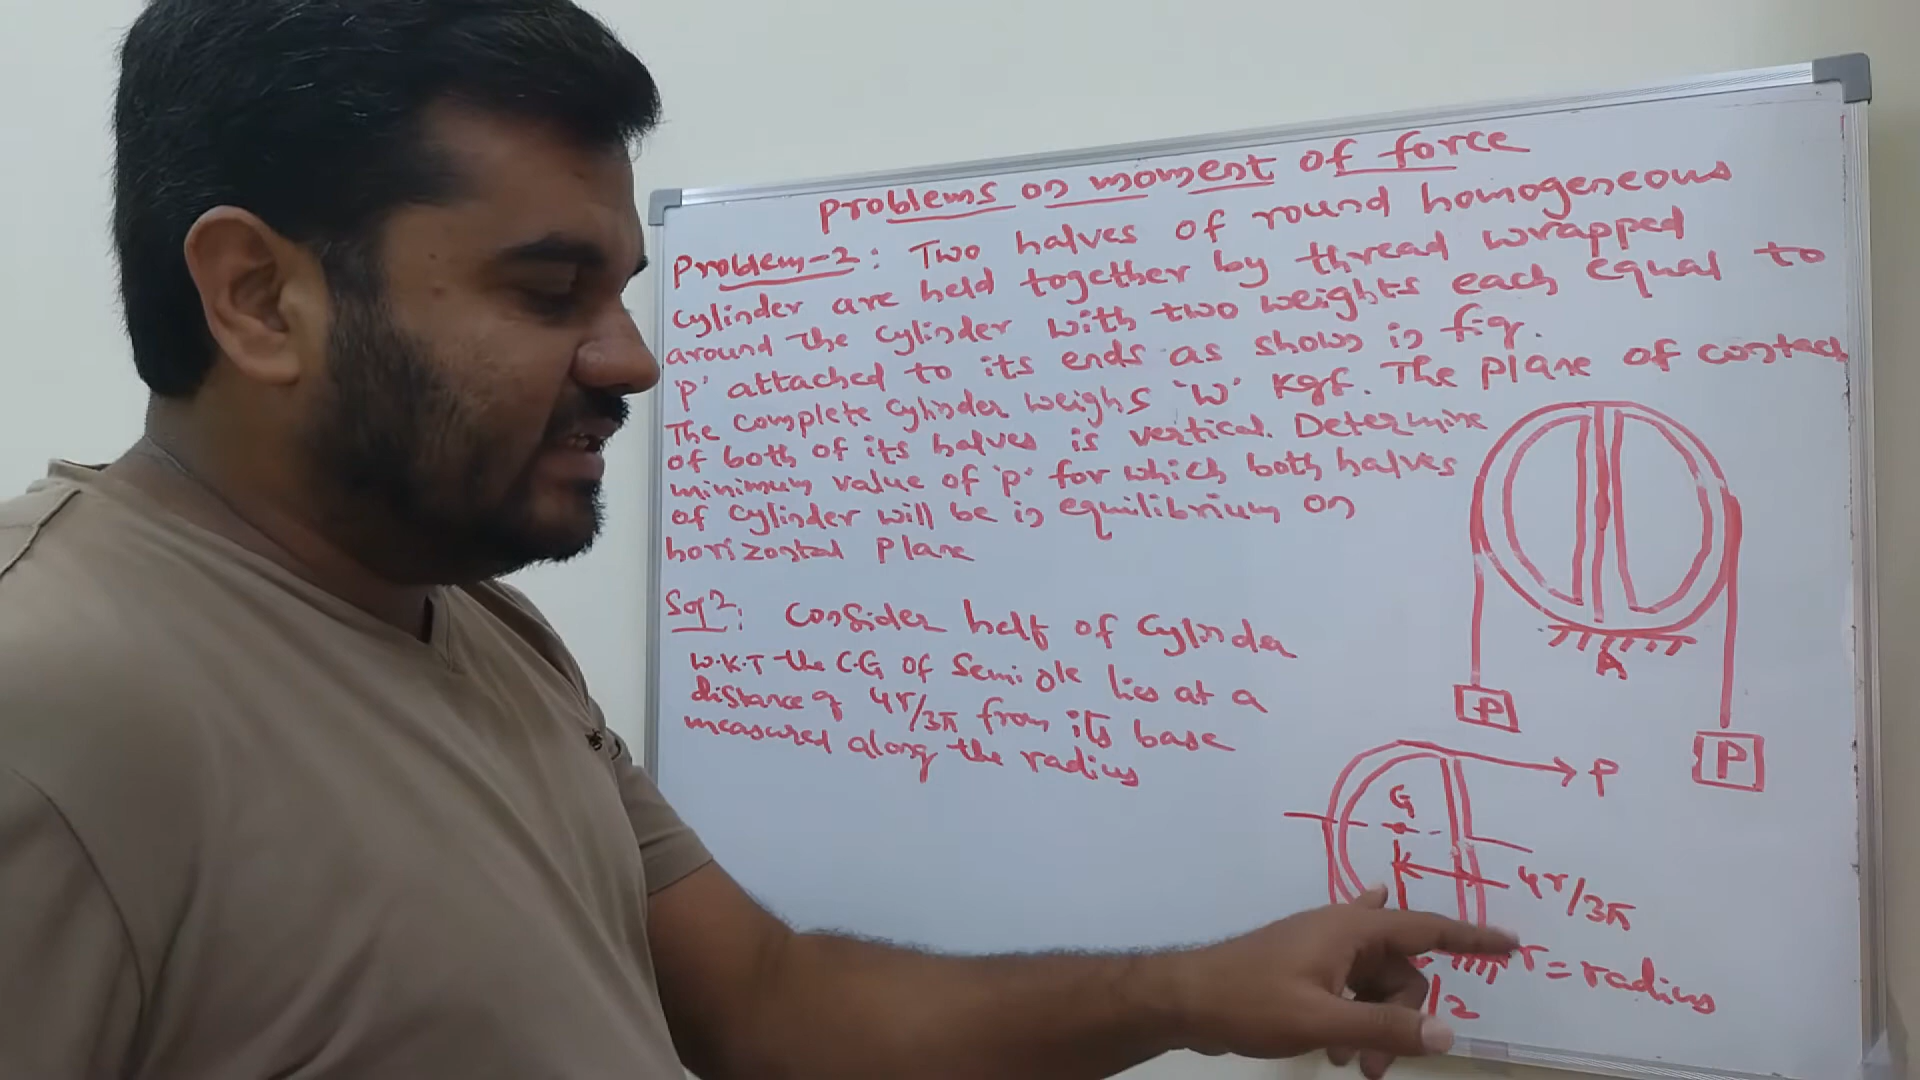 Problems on moment of force
Problem-2: Two halves of round homogeneous
cylinder are held together by thread wrapped
around the cylinder with two weights each equal to
'P' attached to its ends as shown in fig.
The complete cylinder weighs 'W' Kgf. The plane of contact
of both of its halves is vertical. Determine
minimum value of 'P' for which both halves
of cylinder will be in equilibrium on
horizontal plane
A
P
P
Soln: Consider half of Cylinder
W.K.T the C.G of Semi Ole lies at a
distance of 4r/3π from its base
measured along the radius
P
G
4r/3π
r = radius
/2